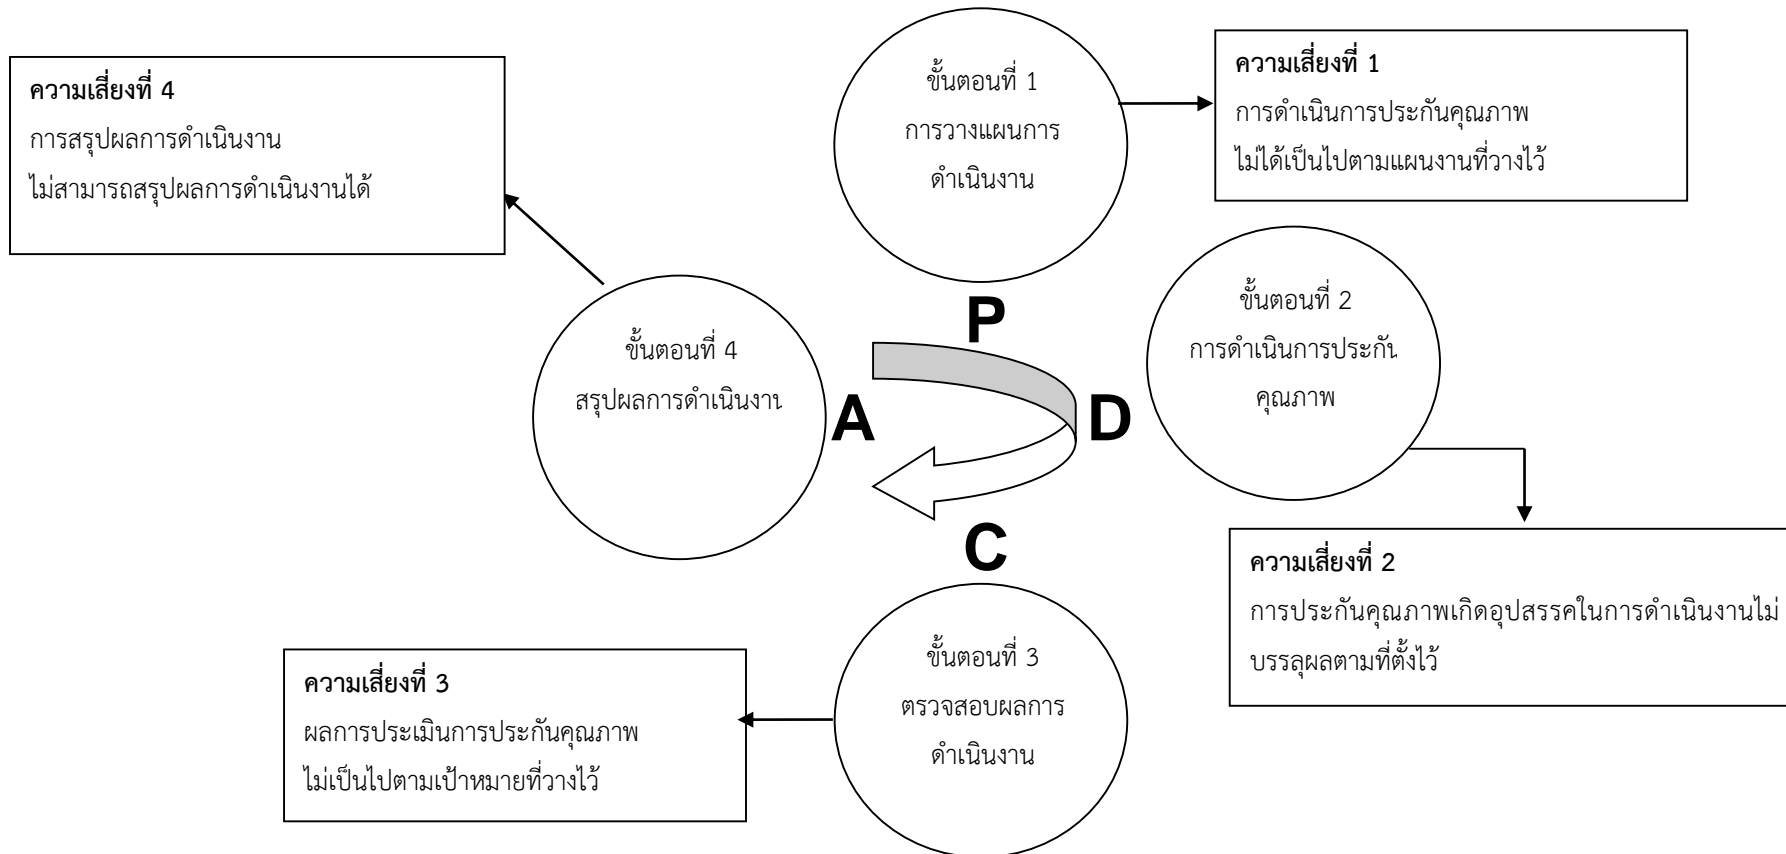 ขั้นตอนที่ 1
การวางแผนการ
ดำเนินงาน
ความเสี่ยงที่ 1
การดำเนินการประกันคุณภาพ
ไม่ได้เป็นไปตามแผนงานที่วางไว้
ความเสี่ยงที่ 4
การสรุปผลการดำเนินงาน
ไม่สามารถสรุปผลการดำเนินงานได้
ขั้นตอนที่ 2
การดำเนินการประกัน
คุณภาพ
P
ขั้นตอนที่ 4
สรุปผลการดำเนินงาน
A
D
C
ความเสี่ยงที่ 2
การประกันคุณภาพเกิดอุปสรรคในการดำเนินงานไม่
บรรลุผลตามที่ตั้งไว้
ขั้นตอนที่ 3
ตรวจสอบผลการ
ดำเนินงาน
ความเสี่ยงที่ 3
ผลการประเมินการประกันคุณภาพ
ไม่เป็นไปตามเป้าหมายที่วางไว้